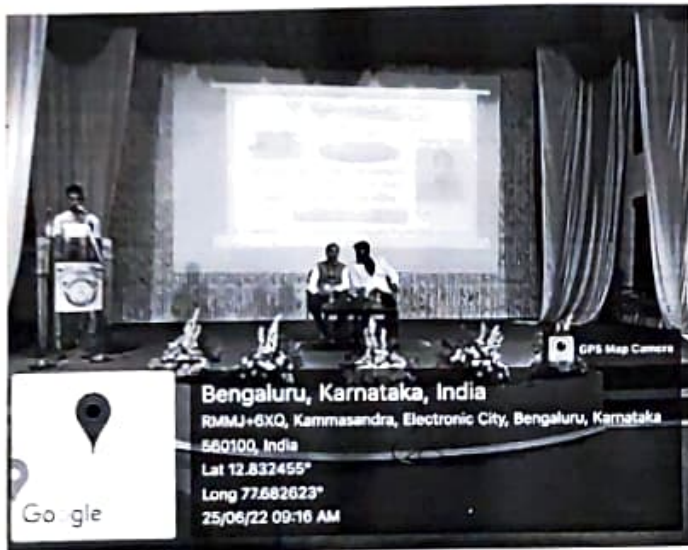 GPS Map Camera
Bengaluru, Karnataka, India
RMMJ+6XQ, Kammasandra, Electronic City, Bengaluru, Karnataka
560100, India
Lat 12.832455°
Long 77.682623°
25/06/22 09:16 AM
Google